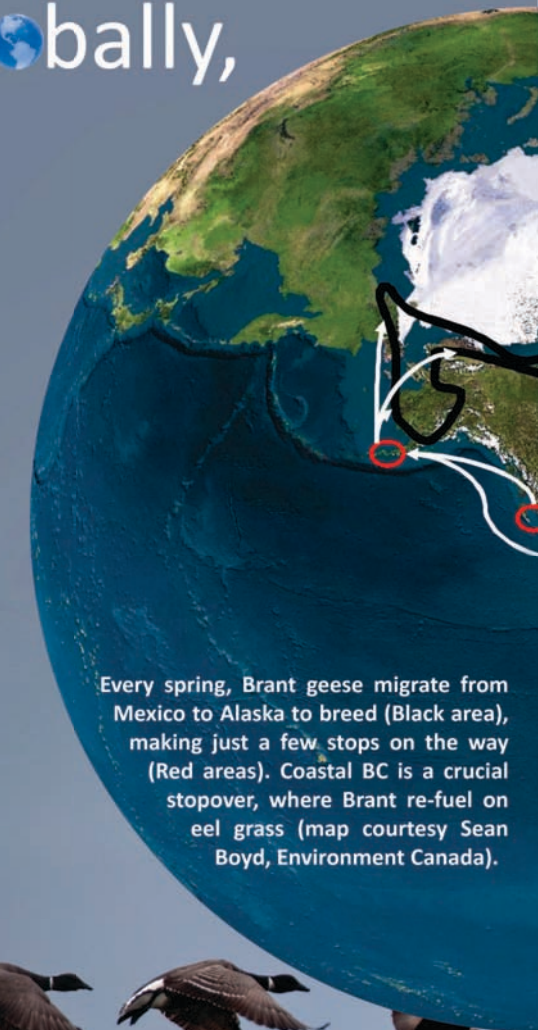 bally,
Every spring, Brant geese migrate from
Mexico to Alaska to breed (Black area),
making just a few stops on the way
(Red areas). Coastal BC is a crucial
stopover, where Brant re-fuel on
eel grass (map courtesy Sean
Boyd, Environment Canada).